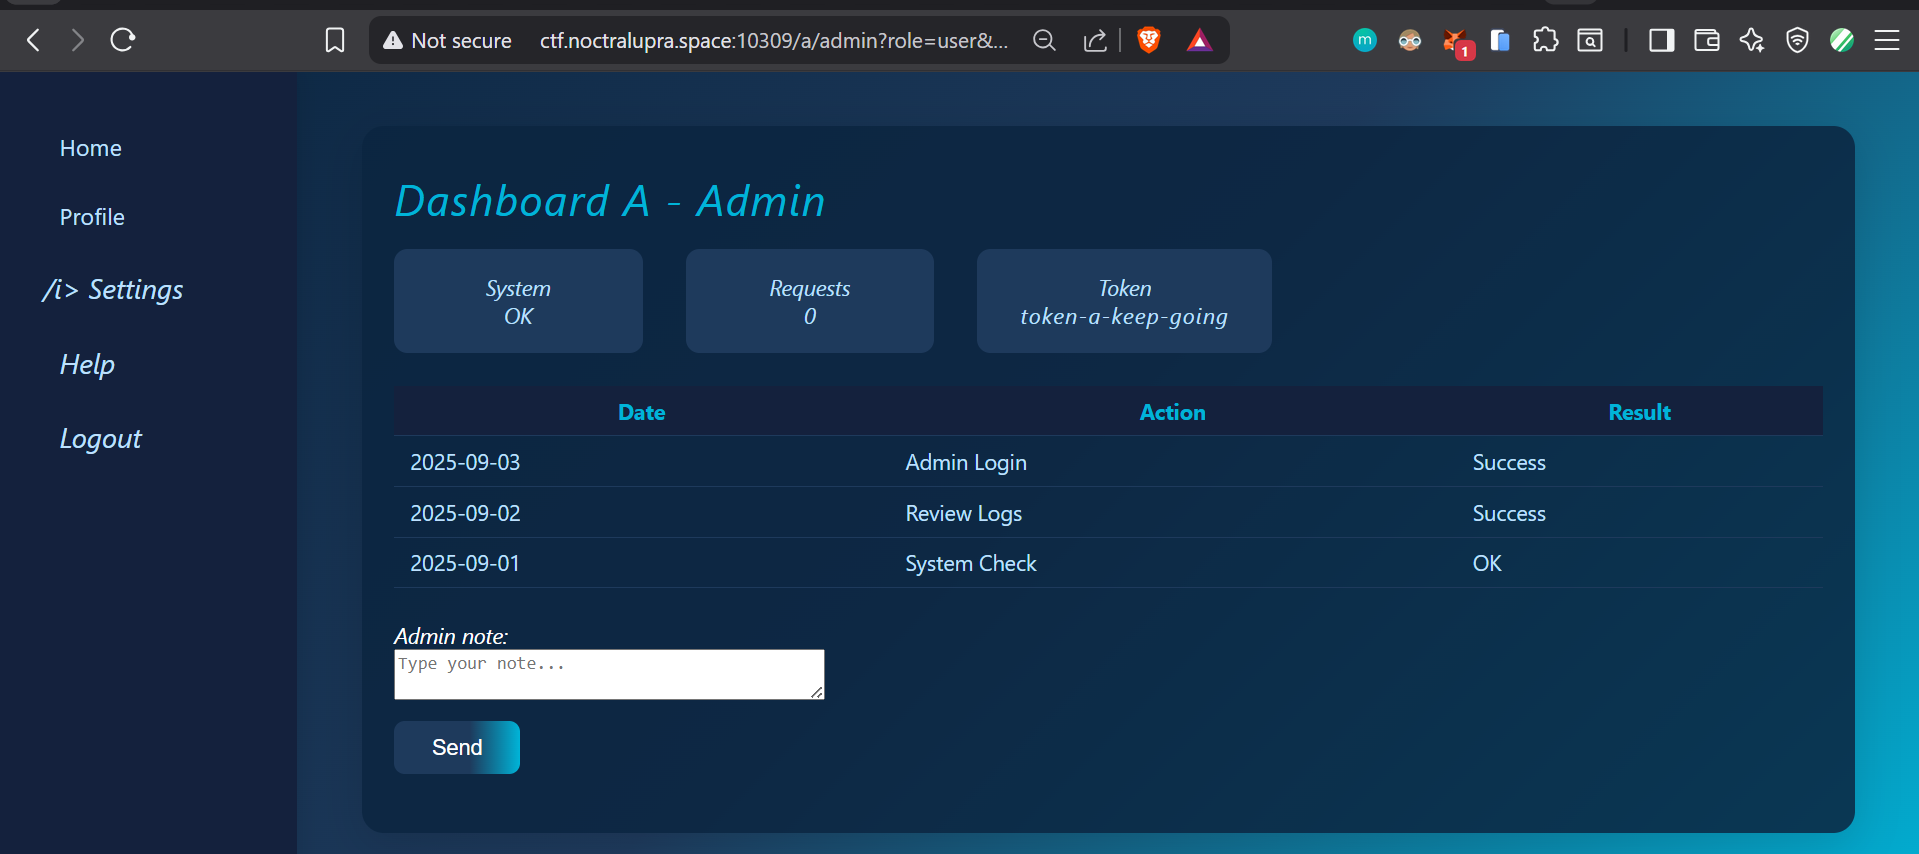 Not secure ctf.noctralupra.space:10309/a/admin?role=user&...
m
1
Home
Profile
/i> Settings
Help
Logout
Dashboard A - Admin
System
OK
Requests
0
Token
token-a-keep-going
Date Action Result
2025-09-03 Admin Login Success
2025-09-02 Review Logs Success
2025-09-01 System Check OK
Admin note:
Type your note...
Send